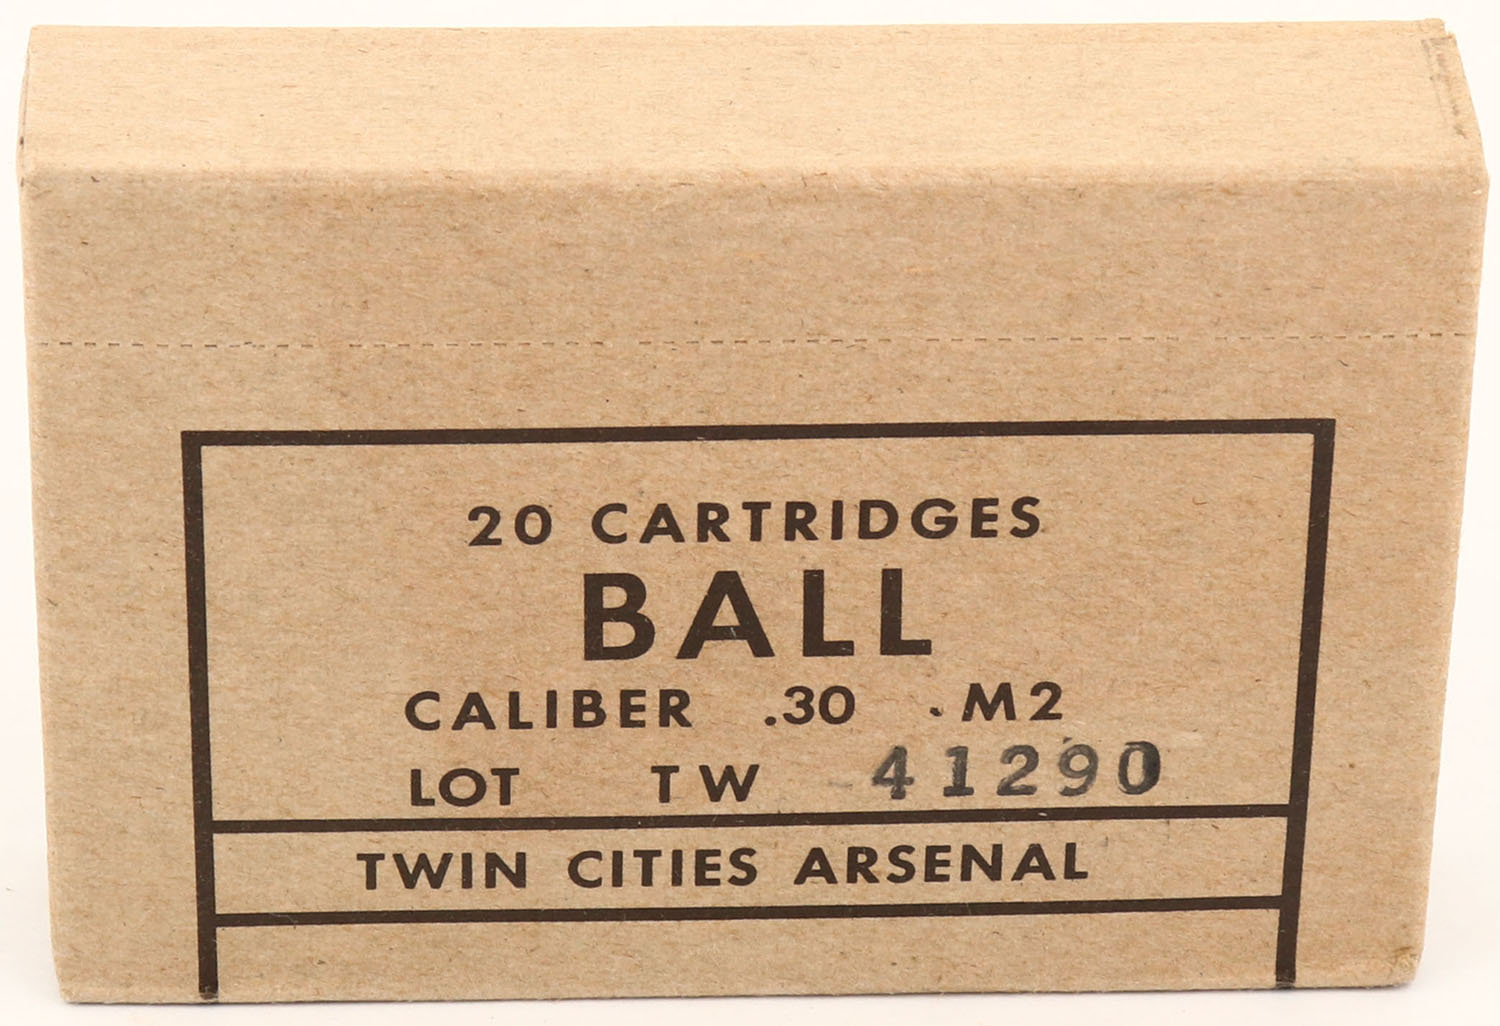 20 CARTRIDGES
BALL
CALIBER .30 . M2
LOT TW 41290
TWIN CITIES ARSENAL